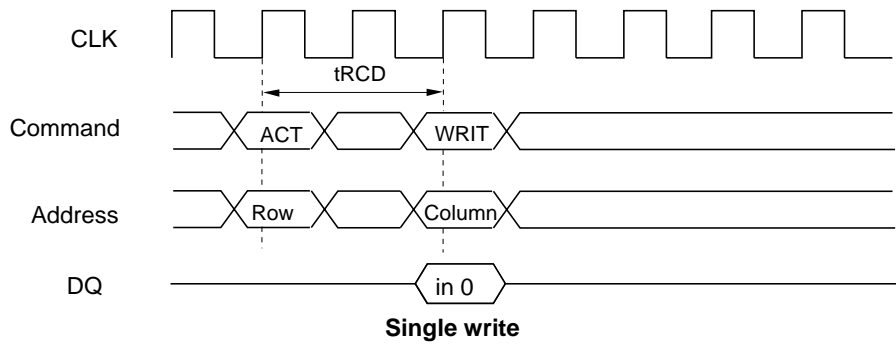 CLK
tRCD
Command
ACT
WRIT
Address
Row
Column
DQ
in 0
Single write